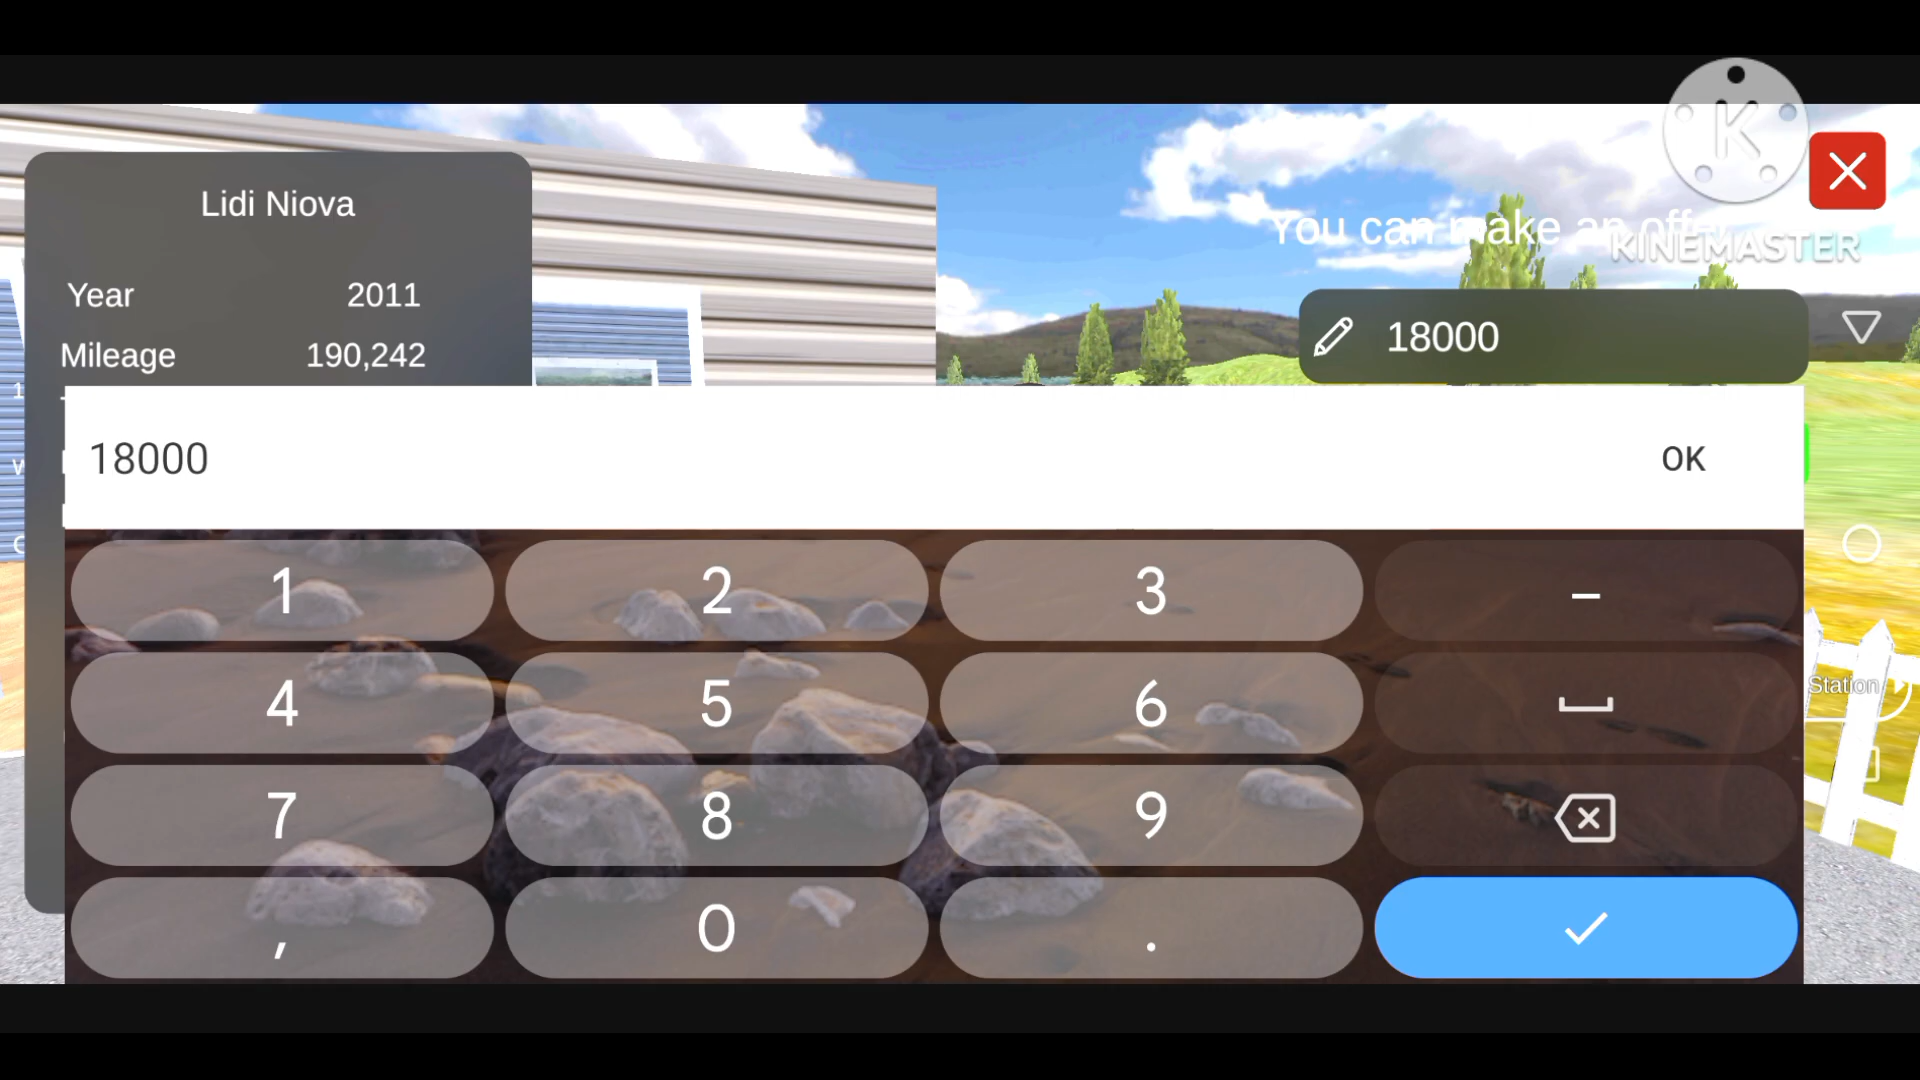 Lidi Niova
Year 2011
Mileage 190,242
You can make an offer
KINEMASTER
18000
18000
OK
1 2 3 –
4 5 6
7 8 9
, 0 .
Station